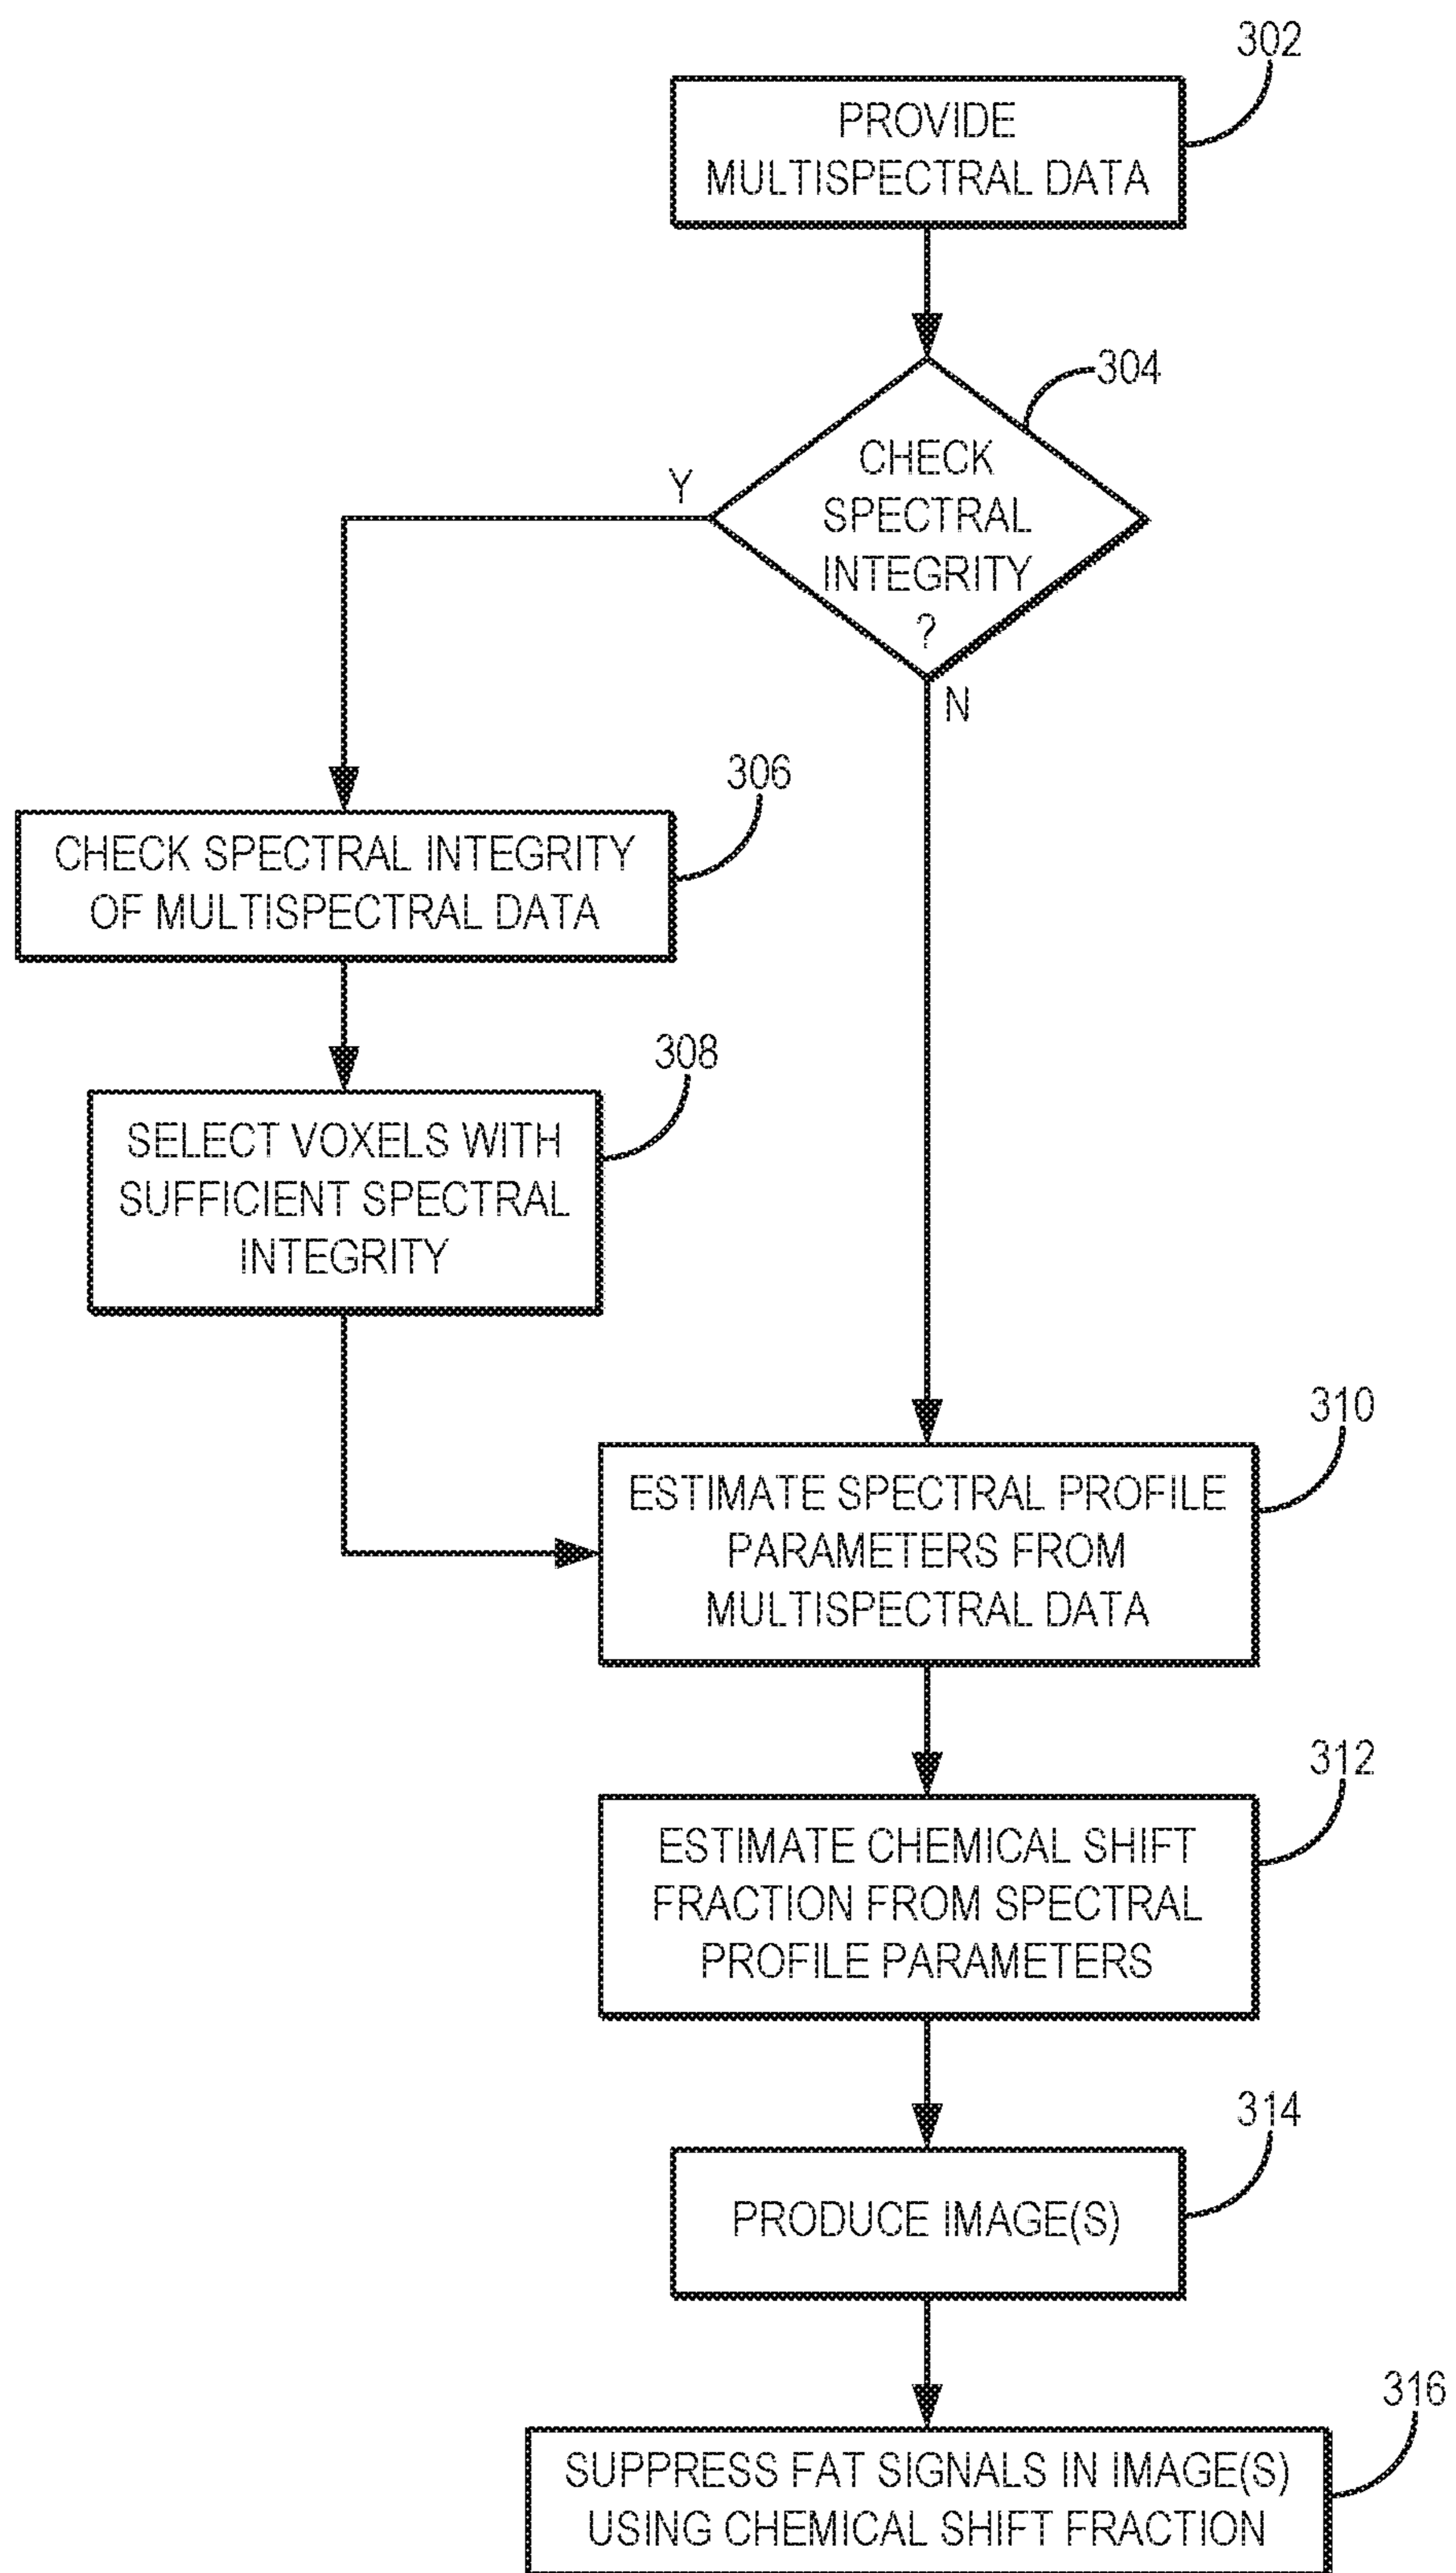 302
PROVIDE
MULTISPECTRAL DATA
304
CHECK
SPECTRAL
INTEGRITY
?
Y
N
306
CHECK SPECTRAL INTEGRITY
OF MULTISPECTRAL DATA
308
SELECT VOXELS WITH
SUFFICIENT SPECTRAL
INTEGRITY
310
ESTIMATE SPECTRAL PROFILE
PARAMETERS FROM
MULTISPECTRAL DATA
312
ESTIMATE CHEMICAL SHIFT
FRACTION FROM SPECTRAL
PROFILE PARAMETERS
314
PRODUCE IMAGE(S)
316
SUPPRESS FAT SIGNALS IN IMAGE(S)
USING CHEMICAL SHIFT FRACTION